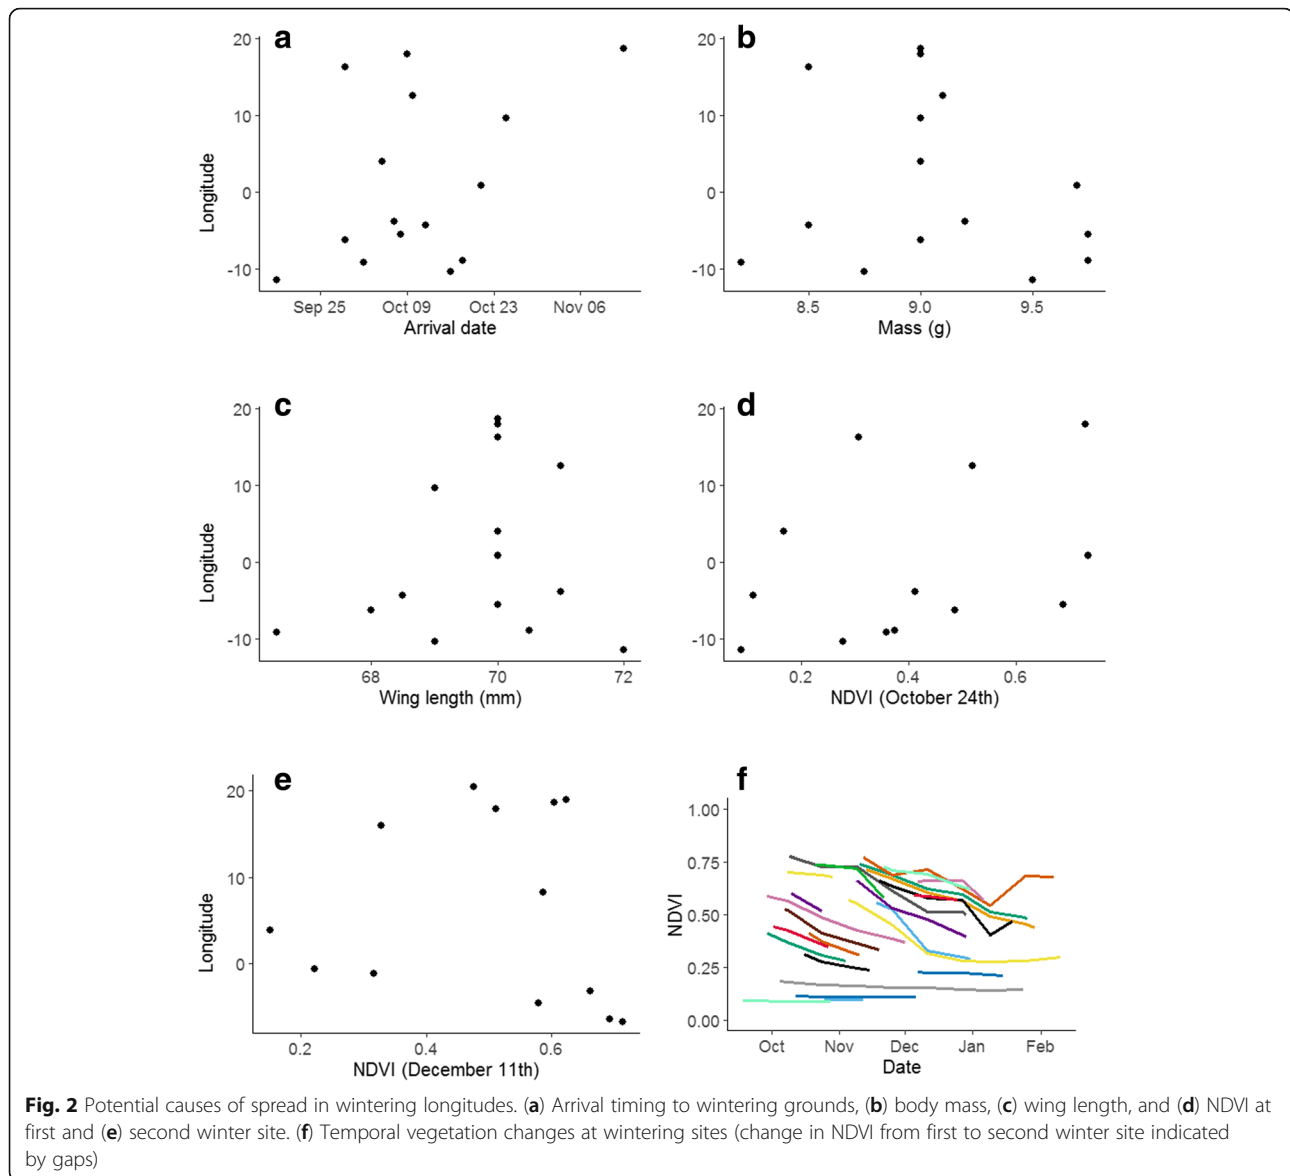 a
20
10
0
-10
Longitude
Sep 25 Oct 09 Oct 23 Nov 06
Arrival date
b
20
10
0
-10
8.5 9.0 9.5
Mass (g)
c
20
10
0
-10
Longitude
68 70 72
Wing length (mm)
d
20
10
0
-10
0.2 0.4 0.6
NDVI (October 24th)
e
20
10
0
Longitude
0.2 0.4 0.6
NDVI (December 11th)
f
1.00
0.75
0.50
0.25
0.00
NDVI
Oct Nov Dec Jan Feb
Date
Fig. 2 Potential causes of spread in wintering longitudes. (a) Arrival timing to wintering grounds, (b) body mass, (c) wing length, and (d) NDVI at
first and (e) second winter site. (f) Temporal vegetation changes at wintering sites (change in NDVI from first to second winter site indicated
by gaps)